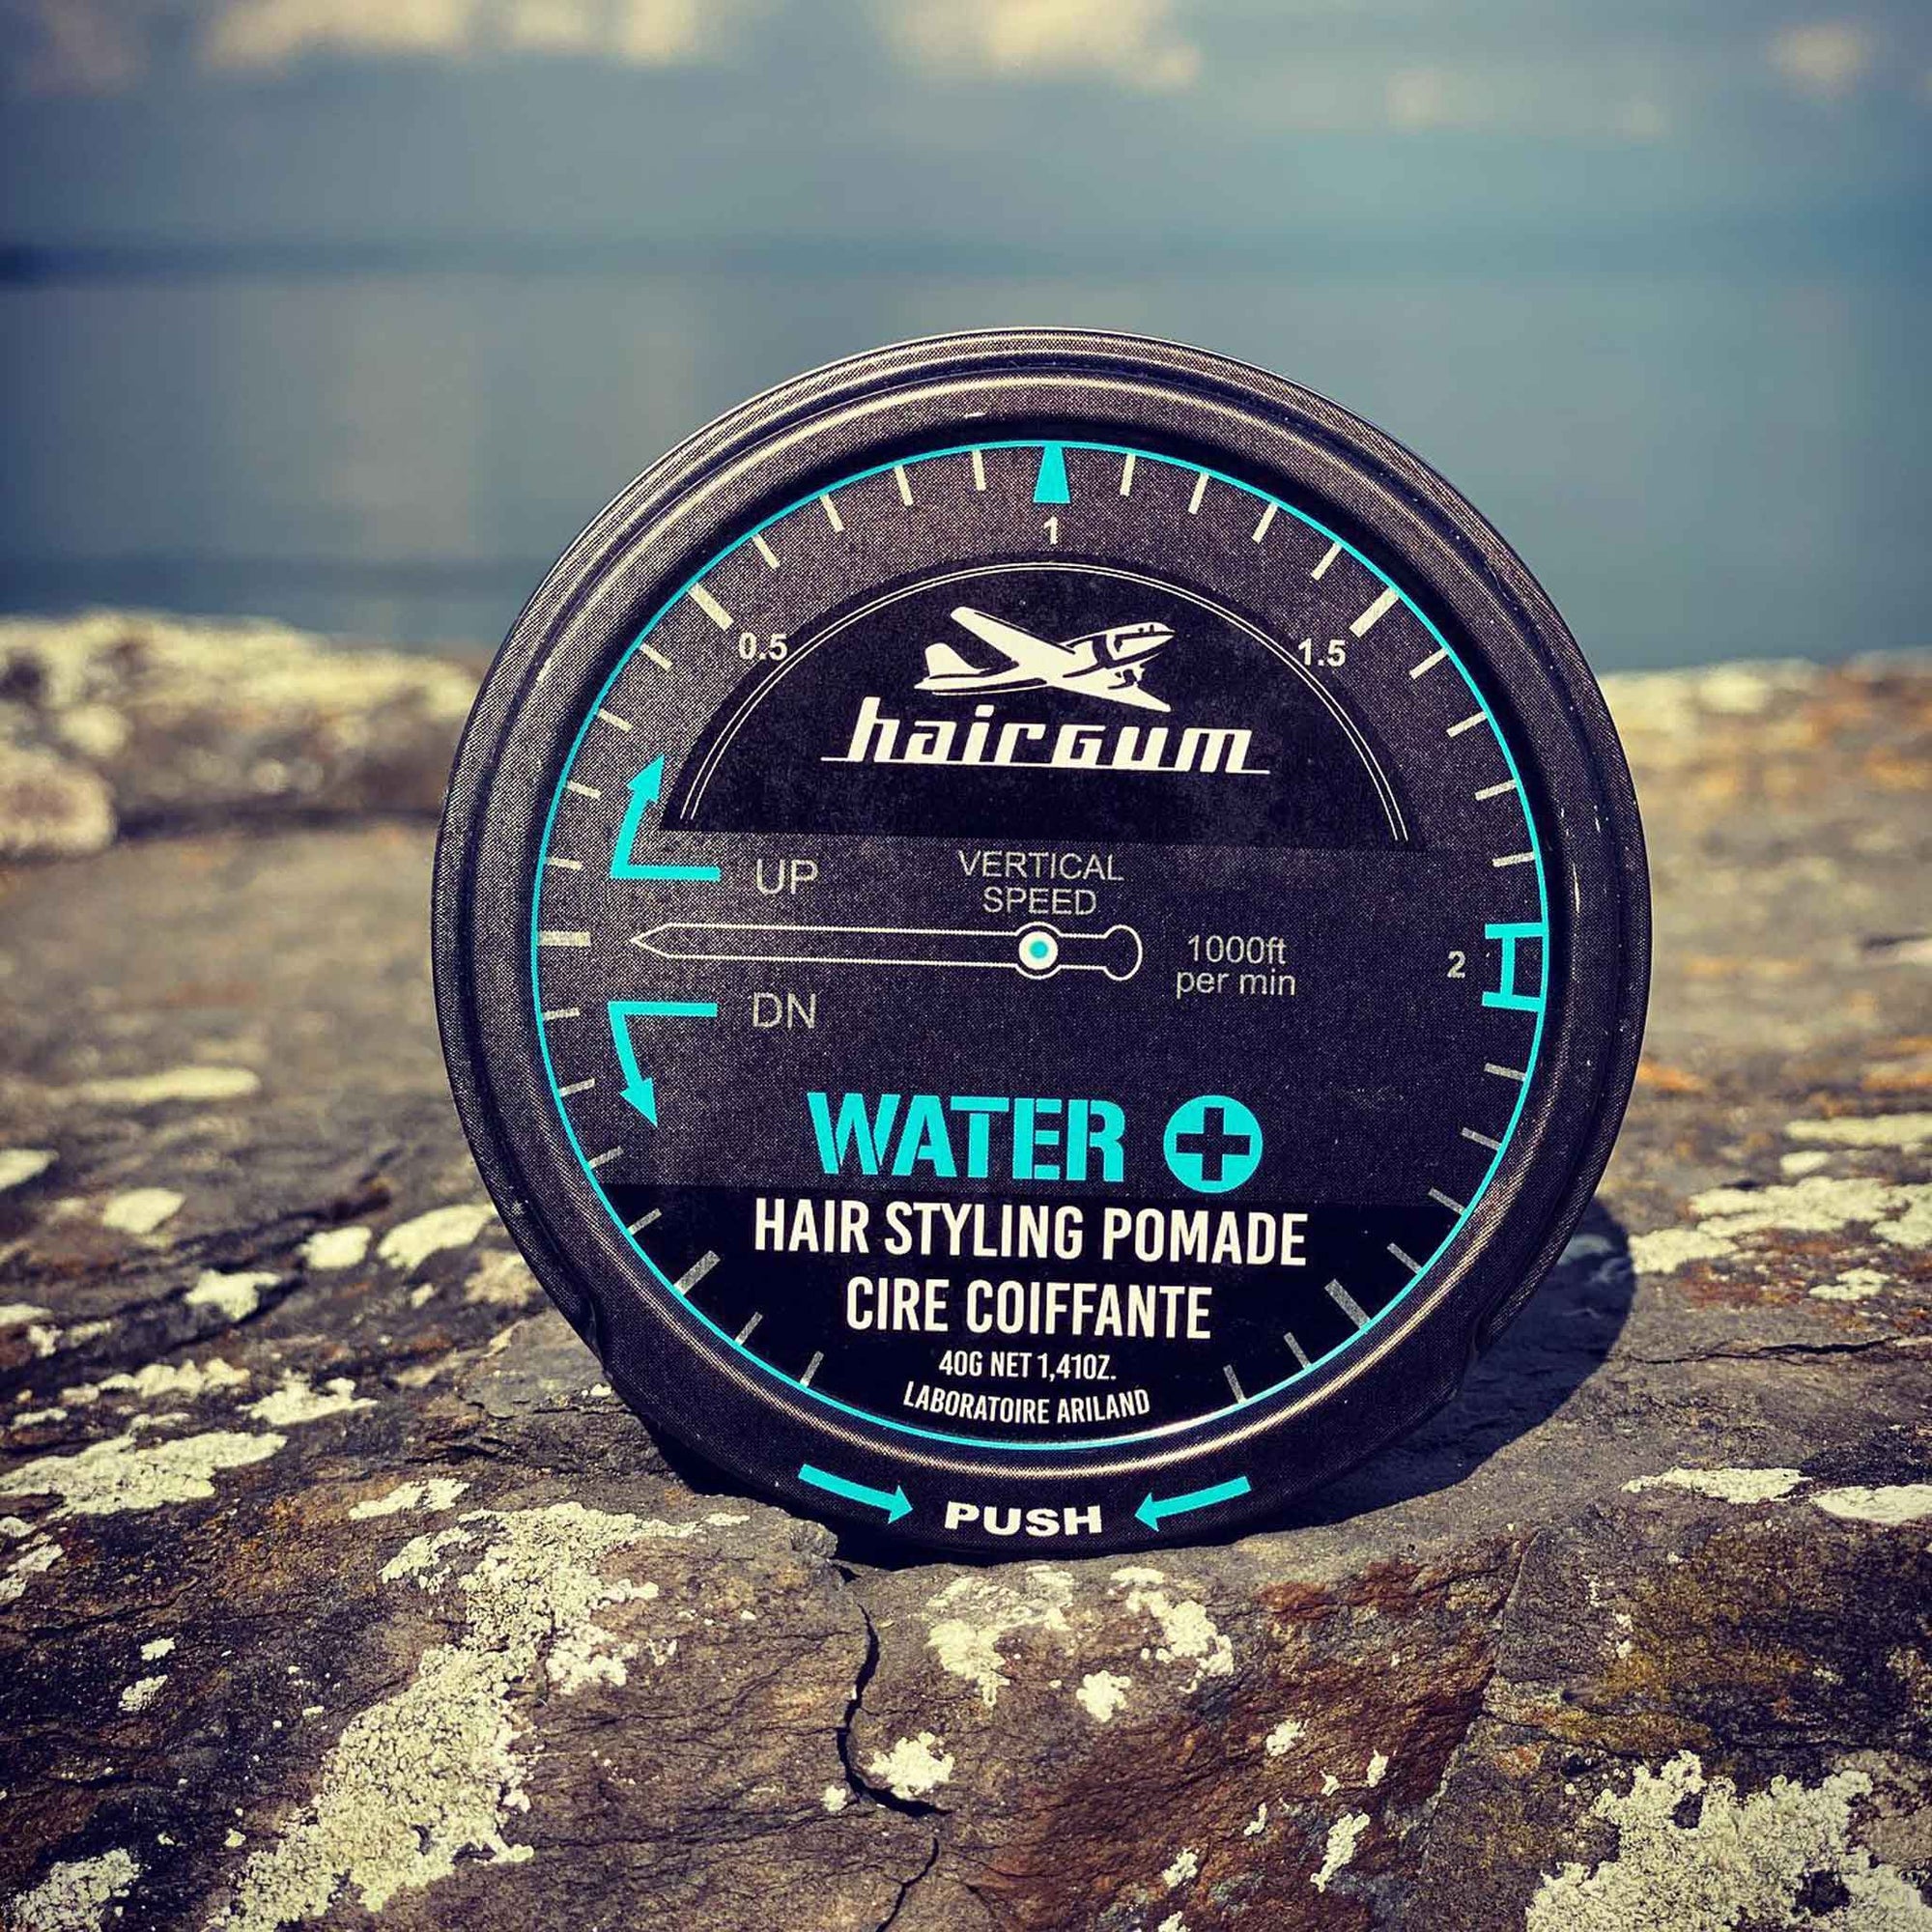 1
0.5
1.5
hairgum
UP
VERTICAL
SPEED
1000ft
per min
2
DN
WATER +
HAIR STYLING POMADE
CIRE COIFFANTE
40G NET 1,41OZ.
LABORATOIRE ARILAND
PUSH